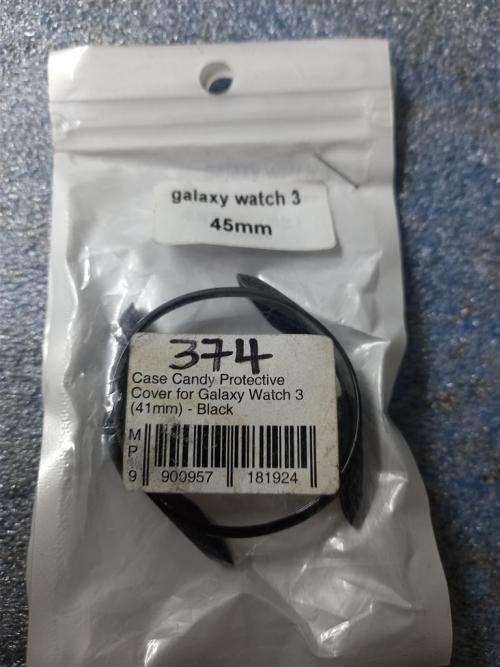 galaxy watch 3
45mm
374
Case Candy Protective
Cover for Galaxy Watch 3
(41mm) - Black
M
P
9 900957 181924